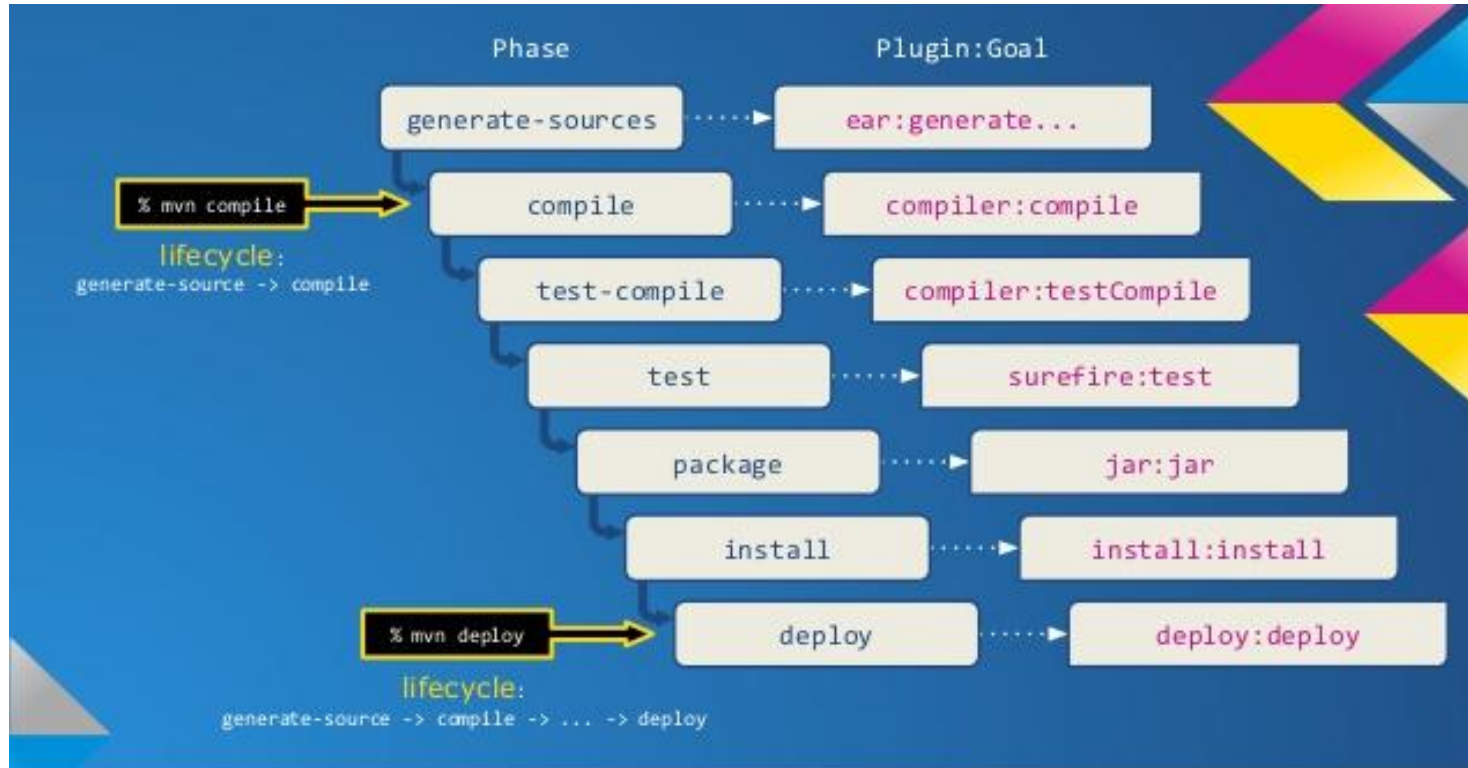 Phase Plugin:Goal
generate-sources ear:generate...
% mvn compile compile compiler:compile
lifecycle:
generate-source -> compile
test-compile compiler:testCompile
test surefire:test
package jar:jar
install install:install
% mvn deploy deploy deploy:deploy
lifecycle:
generate-source -> compile -> ... -> deploy